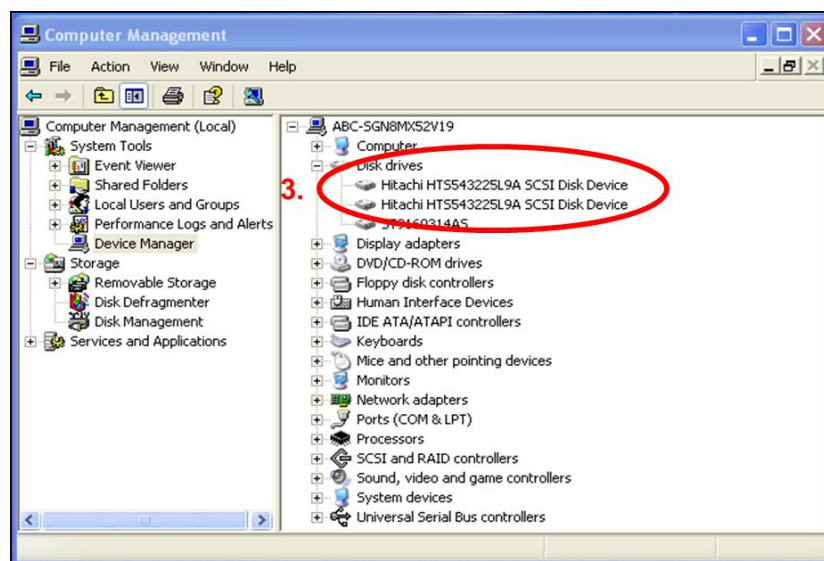 Computer Management
File Action View Window Help
Computer Management (Local)
System Tools
Event Viewer
Shared Folders
Local Users and Groups
Performance Logs and Alerts
Device Manager
Storage
Removable Storage
Disk Defragmenter
Disk Management
Services and Applications
ABC-SGN8MX52V19
Computer
Disk drives
3.
Hitachi HTS543225L9A SCSI Disk Device
Hitachi HTS543225L9A SCSI Disk Device
ST9160314AS
Display adapters
DVD/CD-ROM drives
Floppy disk controllers
Human Interface Devices
IDE ATA/ATAPI controllers
Keyboards
Mice and other pointing devices
Monitors
Network adapters
Ports (COM & LPT)
Processors
SCSI and RAID controllers
Sound, video and game controllers
System devices
Universal Serial Bus controllers